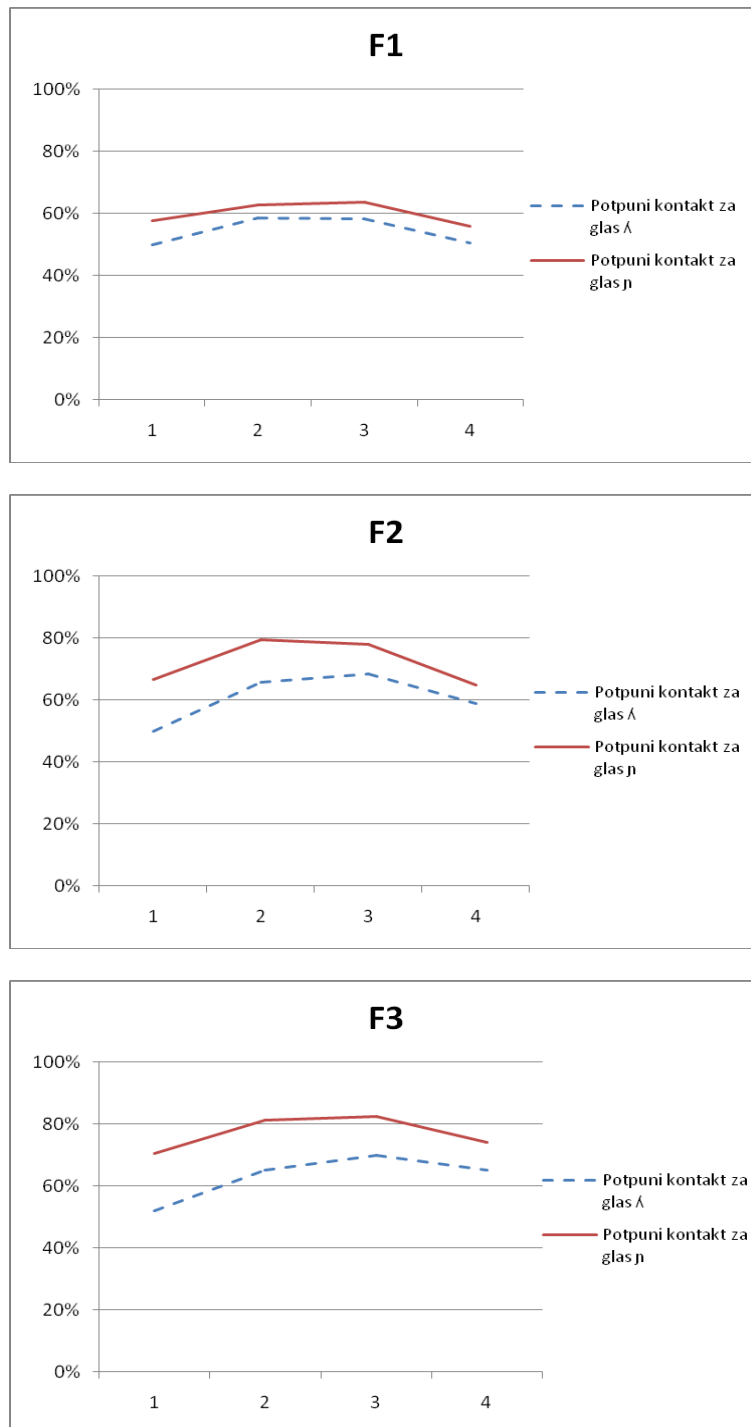 F1
100%
80%
60%
40%
20%
0%
1 2 3 4
Potpuni kontakt za
glas ʎ
Potpuni kontakt za
glas ɲ
F2
100%
80%
60%
40%
20%
0%
1 2 3 4
Potpuni kontakt za
glas ʎ
Potpuni kontakt za
glas ɲ
F3
100%
80%
60%
40%
20%
0%
1 2 3 4
Potpuni kontakt za
glas ʎ
Potpuni kontakt za
glas ɲ